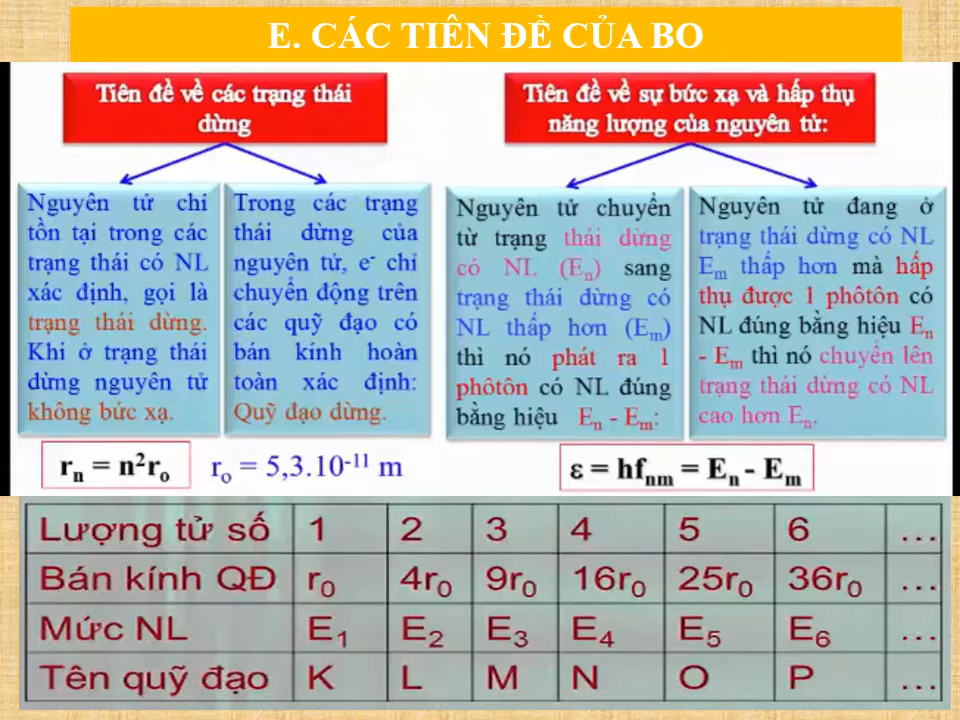 E. CÁC TIÊN ĐỀ CỦA BO
Tiên đề về các trạng thái
dừng
Nguyên tử chỉ
tồn tại trong các
trạng thái có NL
xác định, gọi là
trạng thái dừng.
Khi ở trạng thái
dừng nguyên tử
không bức xạ.
Trong các trạng
thái dừng của
nguyên tử, e⁻ chỉ
chuyển động trên
các quỹ đạo có
bán kính hoàn
toàn xác định:
Quỹ đạo dừng.
rₙ = n²rₒ
rₒ = 5,3.10⁻¹¹ m
Tiên đề về sự bức xạ và hấp thụ
năng lượng của nguyên tử:
Nguyên tử chuyển
từ trạng thái dừng
có NL (Eₙ) sang
trạng thái dừng có
NL thấp hơn (Eₘ)
thì nó phát ra 1
phôtôn có NL đúng
bằng hiệu Eₙ - Eₘ:
Nguyên tử đang ở
trạng thái dừng có NL
Eₘ thấp hơn mà hấp
thụ được 1 phôtôn có
NL đúng bằng hiệu Eₙ
- Eₘ thì nó chuyển lên
trạng thái dừng có NL
cao hơn Eₙ.
ε = hfₙₘ = Eₙ - Eₘ
Lượng tử số 1 2 3 4 5 6 ...
Bán kính QĐ r₀ 4r₀ 9r₀ 16r₀ 25r₀ 36r₀ ...
Mức NL E₁ E₂ E₃ E₄ E₅ E₆ ...
Tên quỹ đạo K L M N O P ...